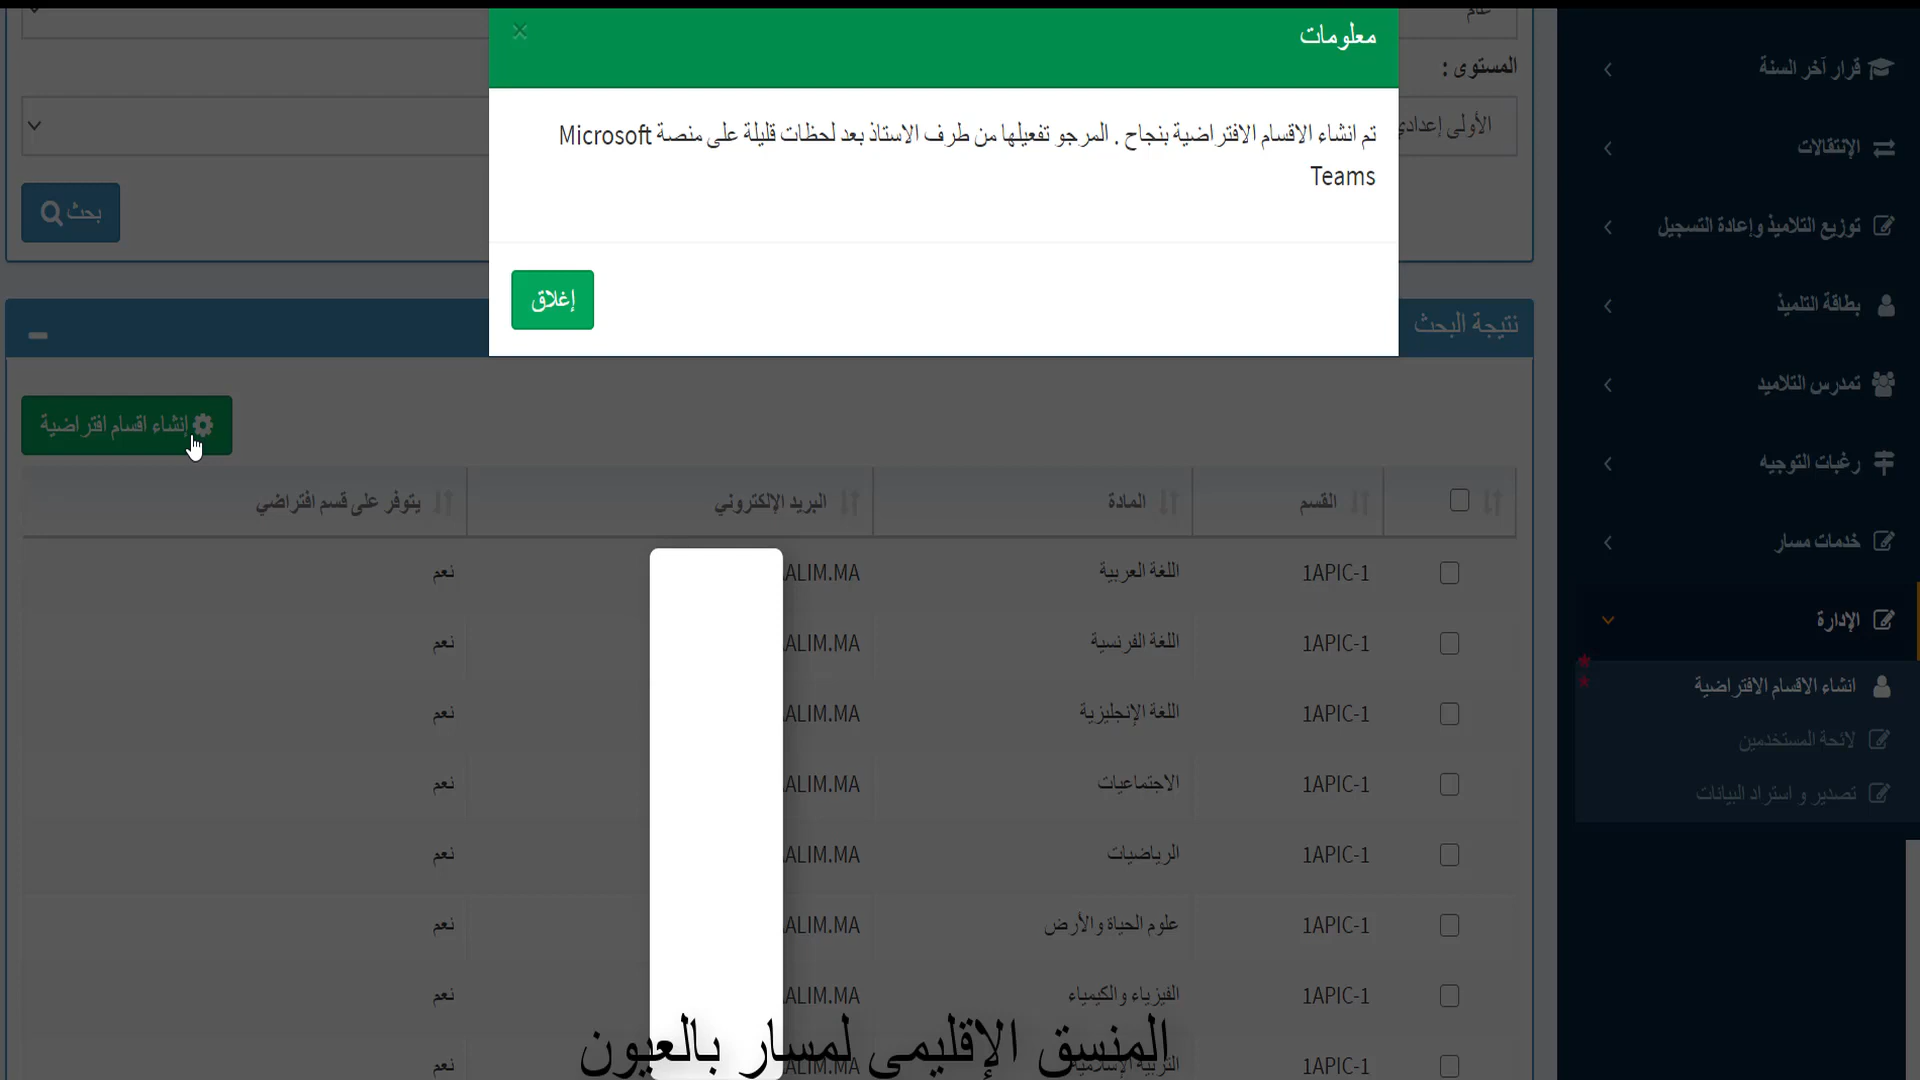 معلومات
تم انشاء الاقسام الافتراضية بنجاح . المرجو تفعيلها من طرف الاستاذ بعد لحظات قليلة على منصة Microsoft
Teams
إغلاق
عام
المستوى :
الأولى إعدادي
بحث
نتيجة البحث
إنشاء اقسام افتراضية
القسم المادة البريد الإلكتروني يتوفر على قسم افتراضي
1APIC-1 اللغة العربية ALIM.MA نعم
1APIC-1 اللغة الفرنسية ALIM.MA نعم
1APIC-1 اللغة الإنجليزية ALIM.MA نعم
1APIC-1 الاجتماعيات ALIM.MA نعم
1APIC-1 الرياضيات ALIM.MA نعم
1APIC-1 علوم الحياة والأرض ALIM.MA نعم
1APIC-1 الفيزياء والكيمياء ALIM.MA نعم
1APIC-1 التربية الإسلامية ALIM.MA نعم
المنسق الإقليمي لمسار بالعيون
قرار آخر السنة
الإنتقالات
توزيع التلاميذ وإعادة التسجيل
بطاقة التلميذ
تمدرس التلاميد
رغبات التوجيه
خدمات مسار
الإدارة
انشاء الاقسام الافتراضية
لائحة المستخدمين
تصدير و استراد البيانات